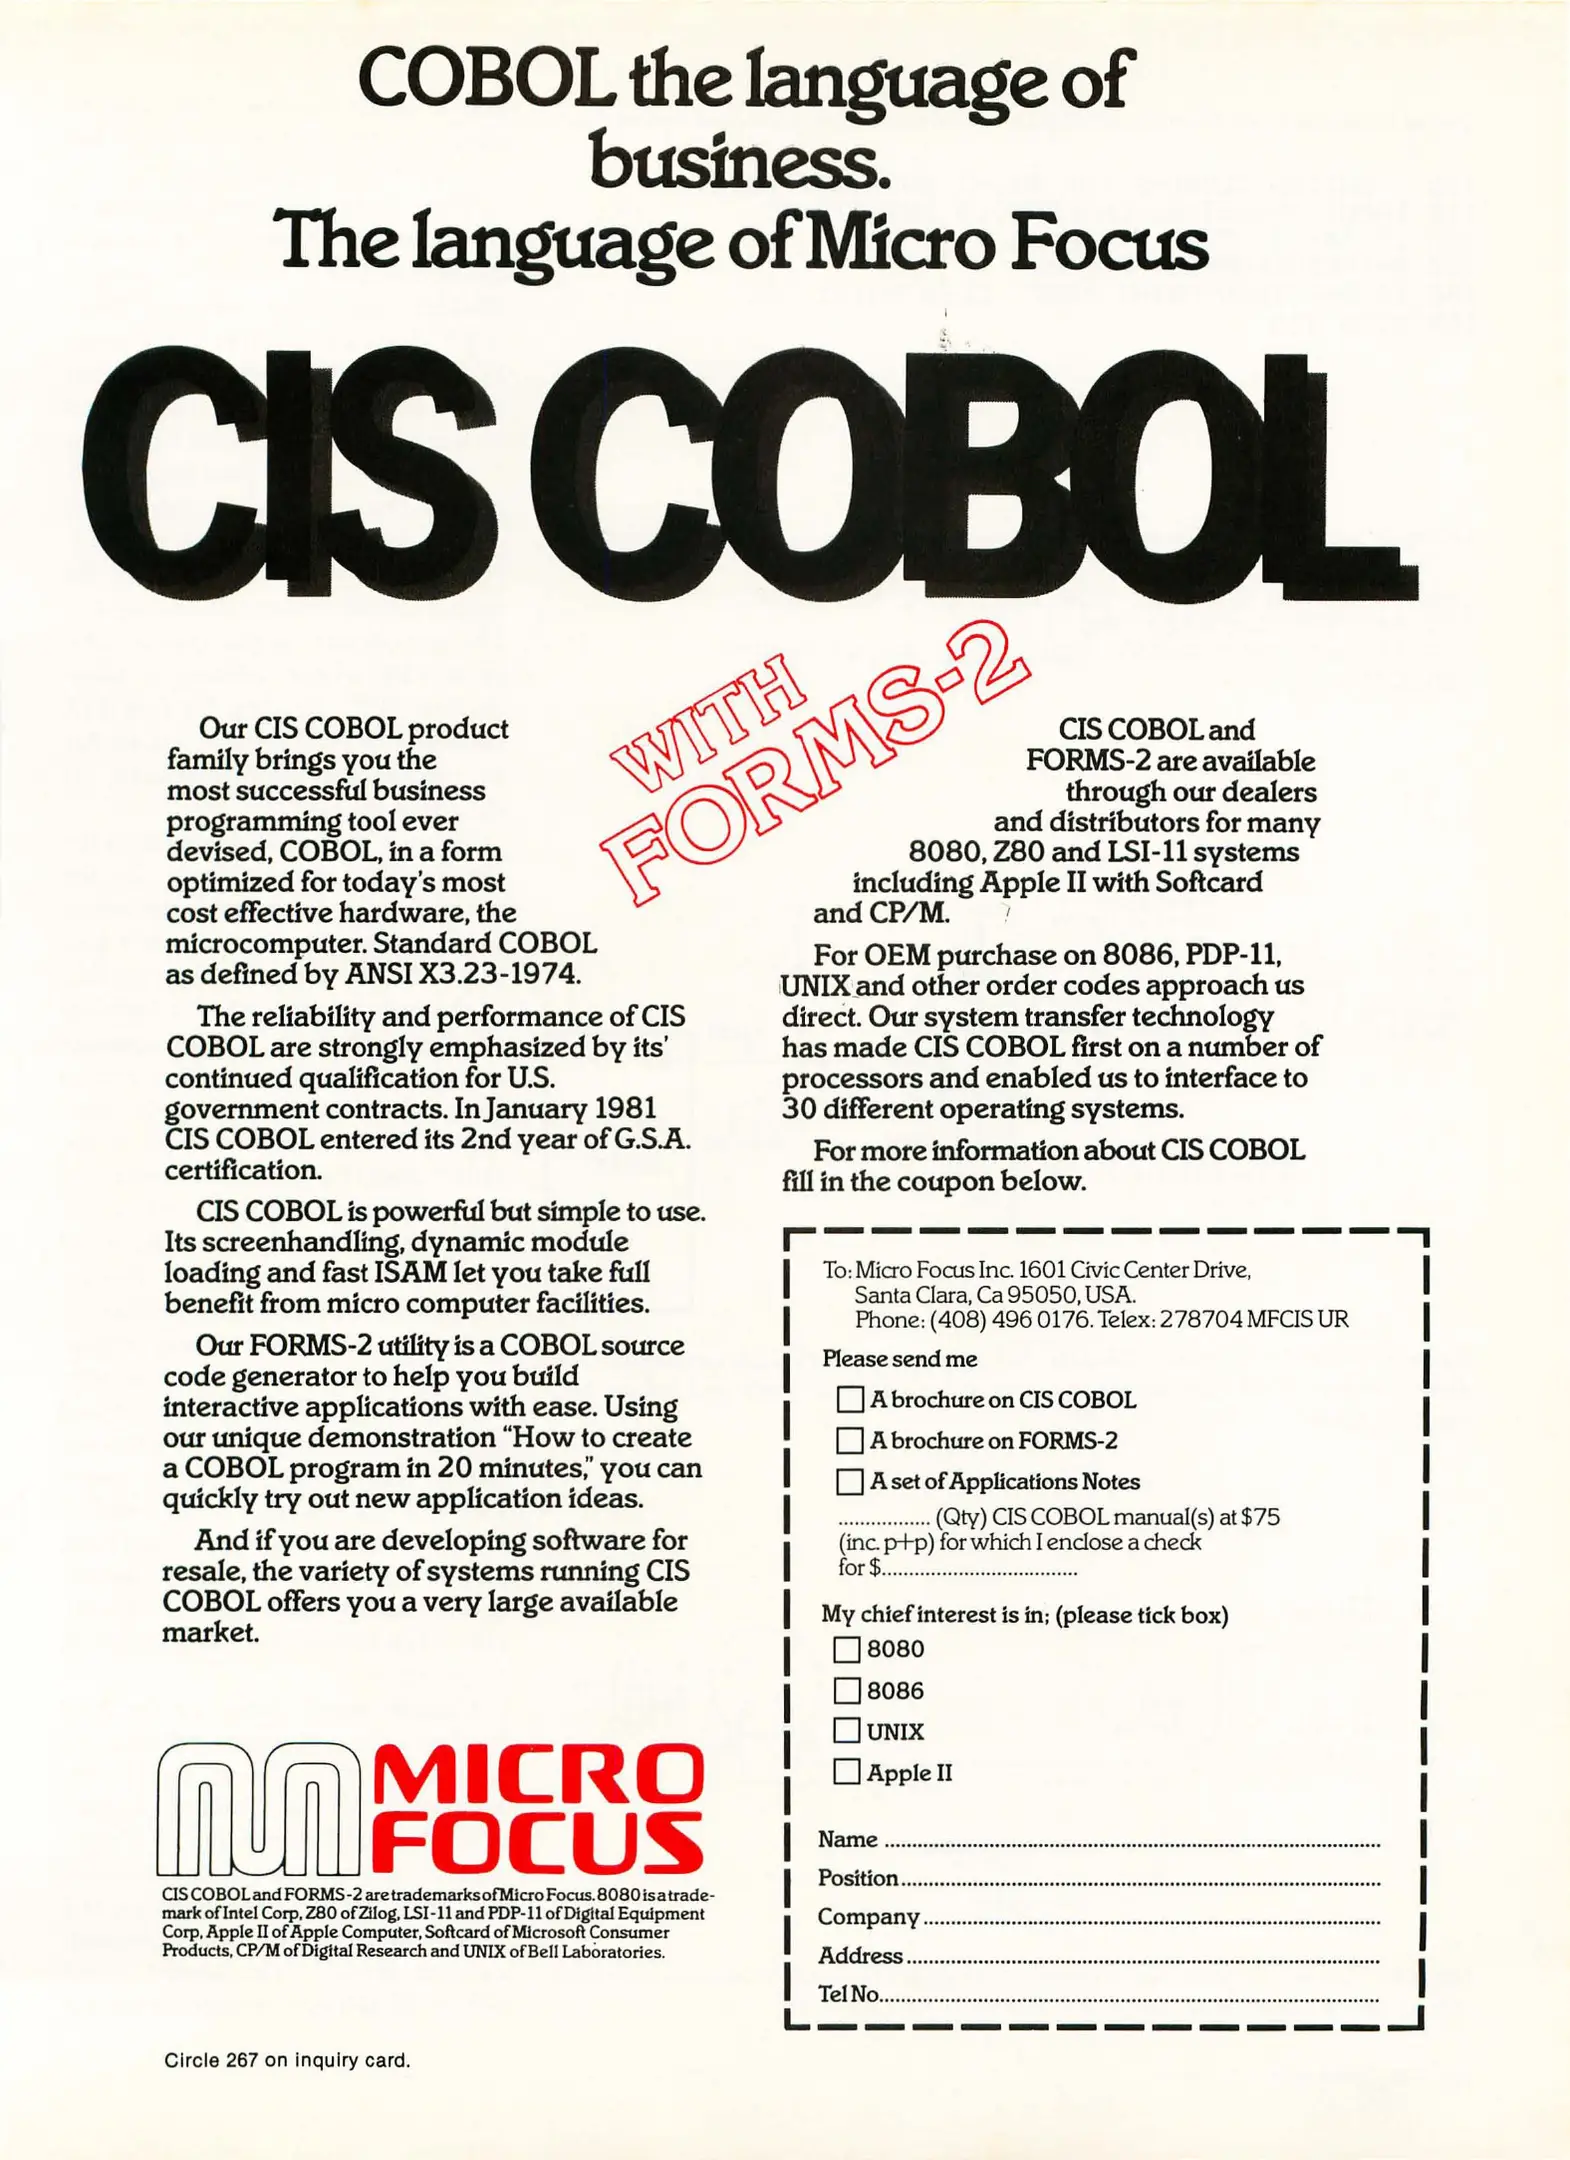 COBOL the language of
business.
The language of Micro Focus
CIS COBOL
WITH
FORMS-2
Our CIS COBOL product
family brings you the
most successful business
programming tool ever
devised, COBOL, in a form
optimized for today's most
cost effective hardware, the
microcomputer. Standard COBOL
as defined by ANSI X3.23-1974.
The reliability and performance of CIS
COBOL are strongly emphasized by its'
continued qualification for U.S.
government contracts. In January 1981
CIS COBOL entered its 2nd year of G.S.A.
certification.
CIS COBOL is powerful but simple to use.
Its screenhandling, dynamic module
loading and fast ISAM let you take full
benefit from micro computer facilities.
Our FORMS-2 utility is a COBOL source
code generator to help you build
interactive applications with ease. Using
our unique demonstration "How to create
a COBOL program in 20 minutes," you can
quickly try out new application ideas.
And if you are developing software for
resale, the variety of systems running CIS
COBOL offers you a very large available
market.
MICRO
FOCUS
CIS COBOL and FORMS-2 are trademarks of Micro Focus. 8080 is a trade-
mark of Intel Corp, Z80 of Zilog, LSI-11 and PDP-11 of Digital Equipment
Corp, Apple II of Apple Computer, Softcard of Microsoft Consumer
Products, CP/M of Digital Research and UNIX of Bell Laboratories.
Circle 267 on inquiry card.
CIS COBOL and
FORMS-2 are available
through our dealers
and distributors for many
8080, Z80 and LSI-11 systems
including Apple II with Softcard
and CP/M.
For OEM purchase on 8086, PDP-11,
UNIX and other order codes approach us
direct. Our system transfer technology
has made CIS COBOL first on a number of
processors and enabled us to interface to
30 different operating systems.
For more information about CIS COBOL
fill in the coupon below.
To: Micro Focus Inc. 1601 Civic Center Drive,
Santa Clara, Ca 95050, USA.
Phone: (408) 496 0176. Telex: 278704 MFCIS UR
Please send me
A brochure on CIS COBOL
A brochure on FORMS-2
A set of Applications Notes
................. (Qty) CIS COBOL manual(s) at $75
(inc. p+p) for which I enclose a check
for $....................................
My chief interest is in; (please tick box)
8080
8086
UNIX
Apple II
Name ..........................................................................................
Position.......................................................................................
Company...................................................................................
Address......................................................................................
Tel No...........................................................................................